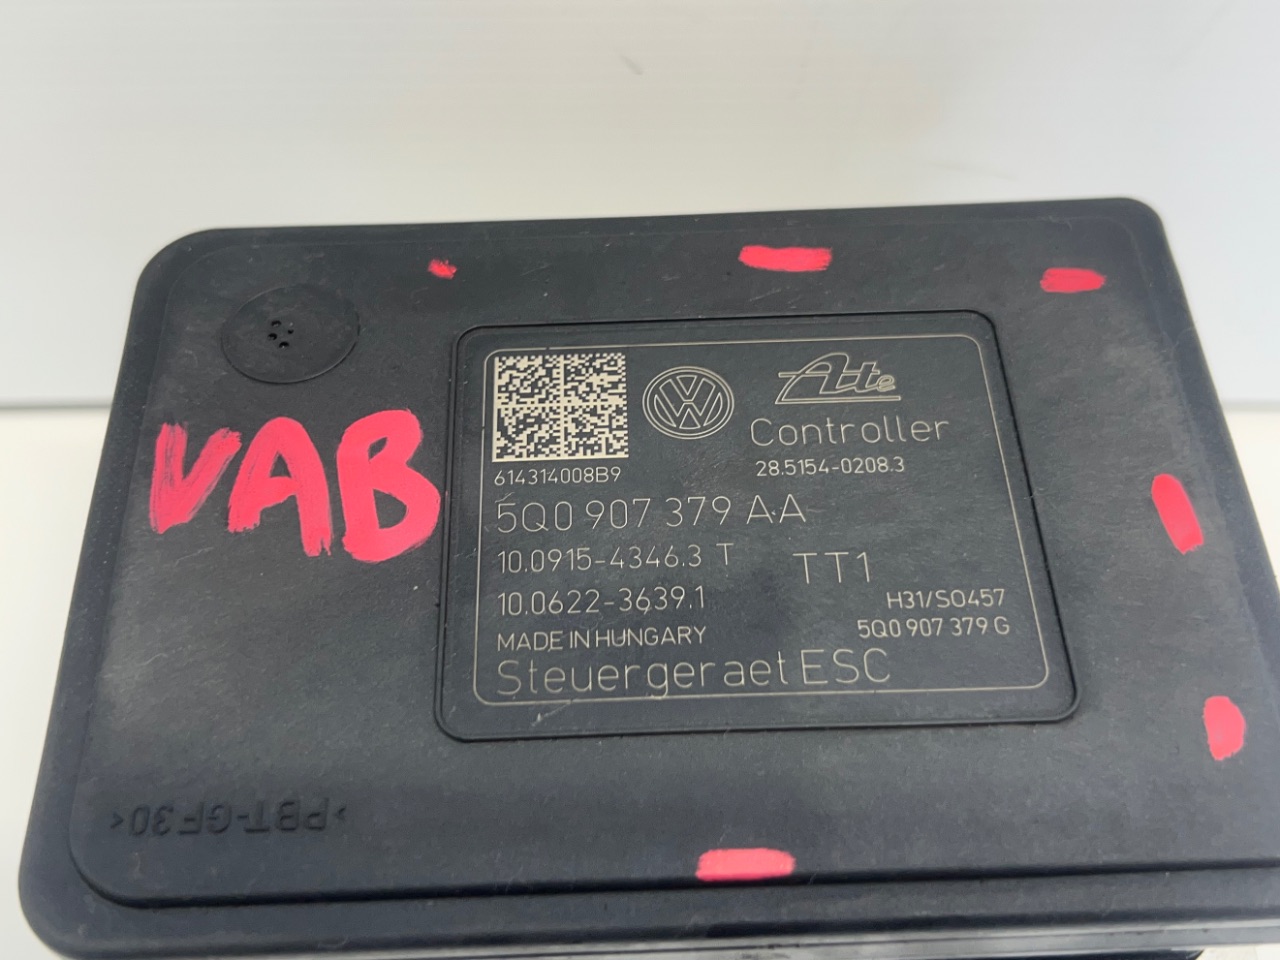 VAB
Ate
Controller
28.5154-0208.3
614314008B9
5Q0 907 379 AA
10.0915-4346.3 T TT1
10.0622-3639.1
H31/SO457
MADE IN HUNGARY
5Q0 907 379 G
Steuergeraet ESC
>PBT-GF30<